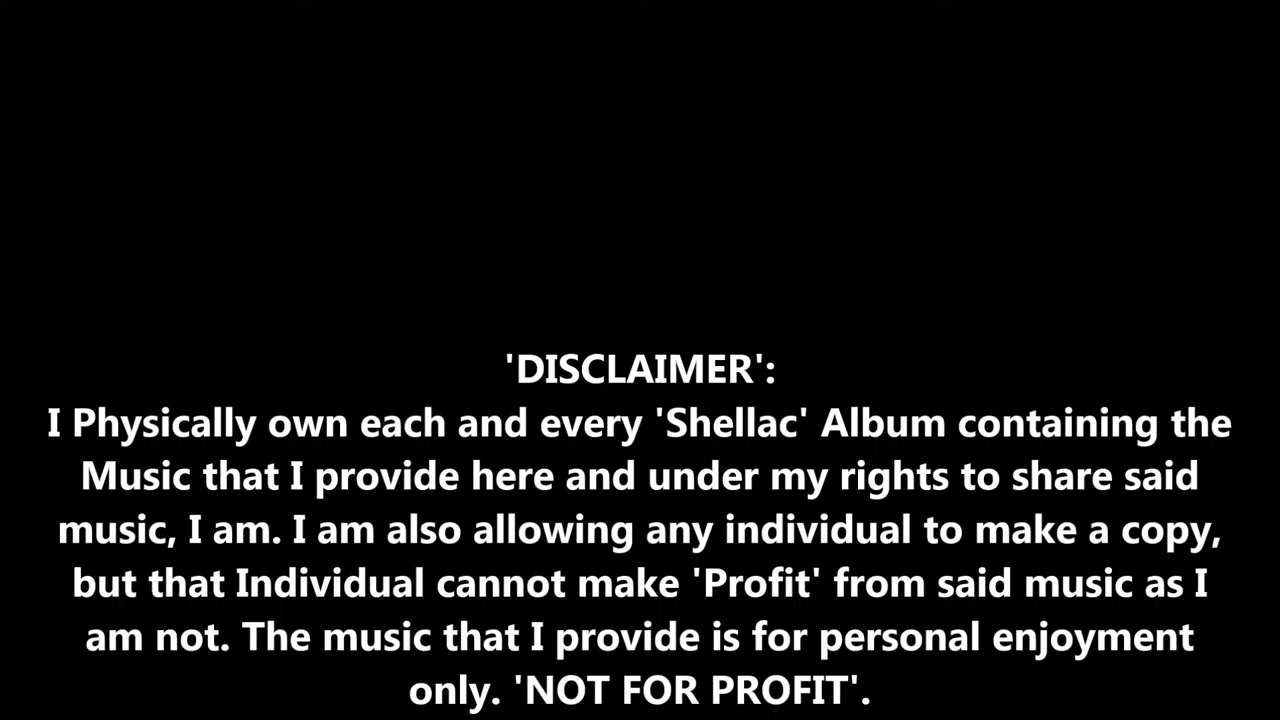 'DISCLAIMER':
I Physically own each and every 'Shellac' Album containing the
Music that I provide here and under my rights to share said
music, I am. I am also allowing any individual to make a copy,
but that Individual cannot make 'Profit' from said music as I
am not. The music that I provide is for personal enjoyment
only. 'NOT FOR PROFIT'.